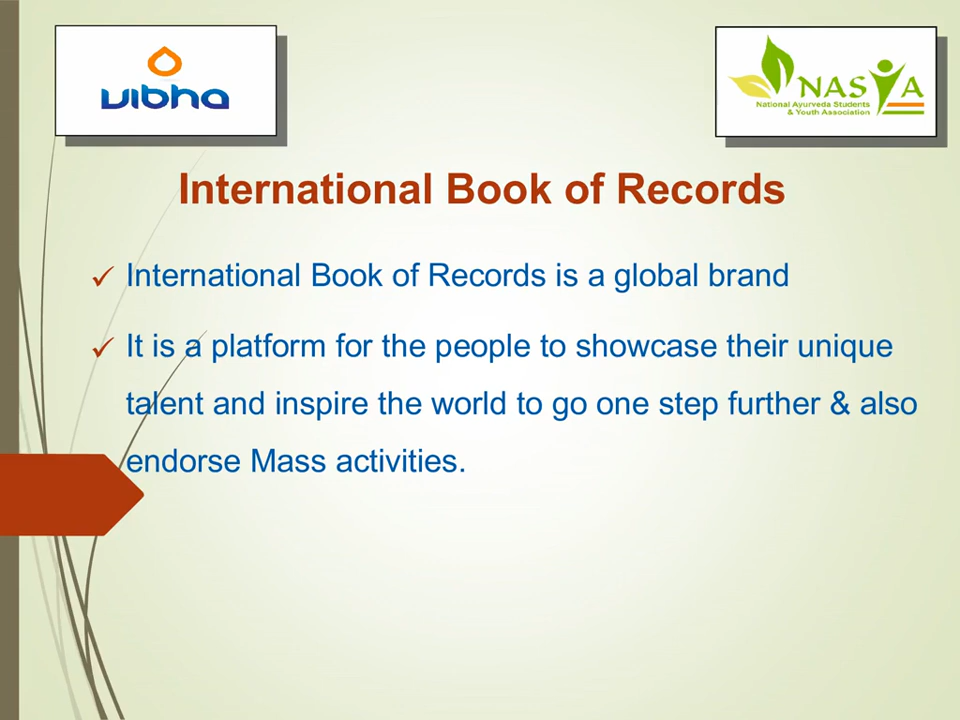 vibha
NASYA
National Ayurveda Students
& Youth Association
International Book of Records
✓ International Book of Records is a global brand
✓ It is a platform for the people to showcase their unique
talent and inspire the world to go one step further & also
endorse Mass activities.